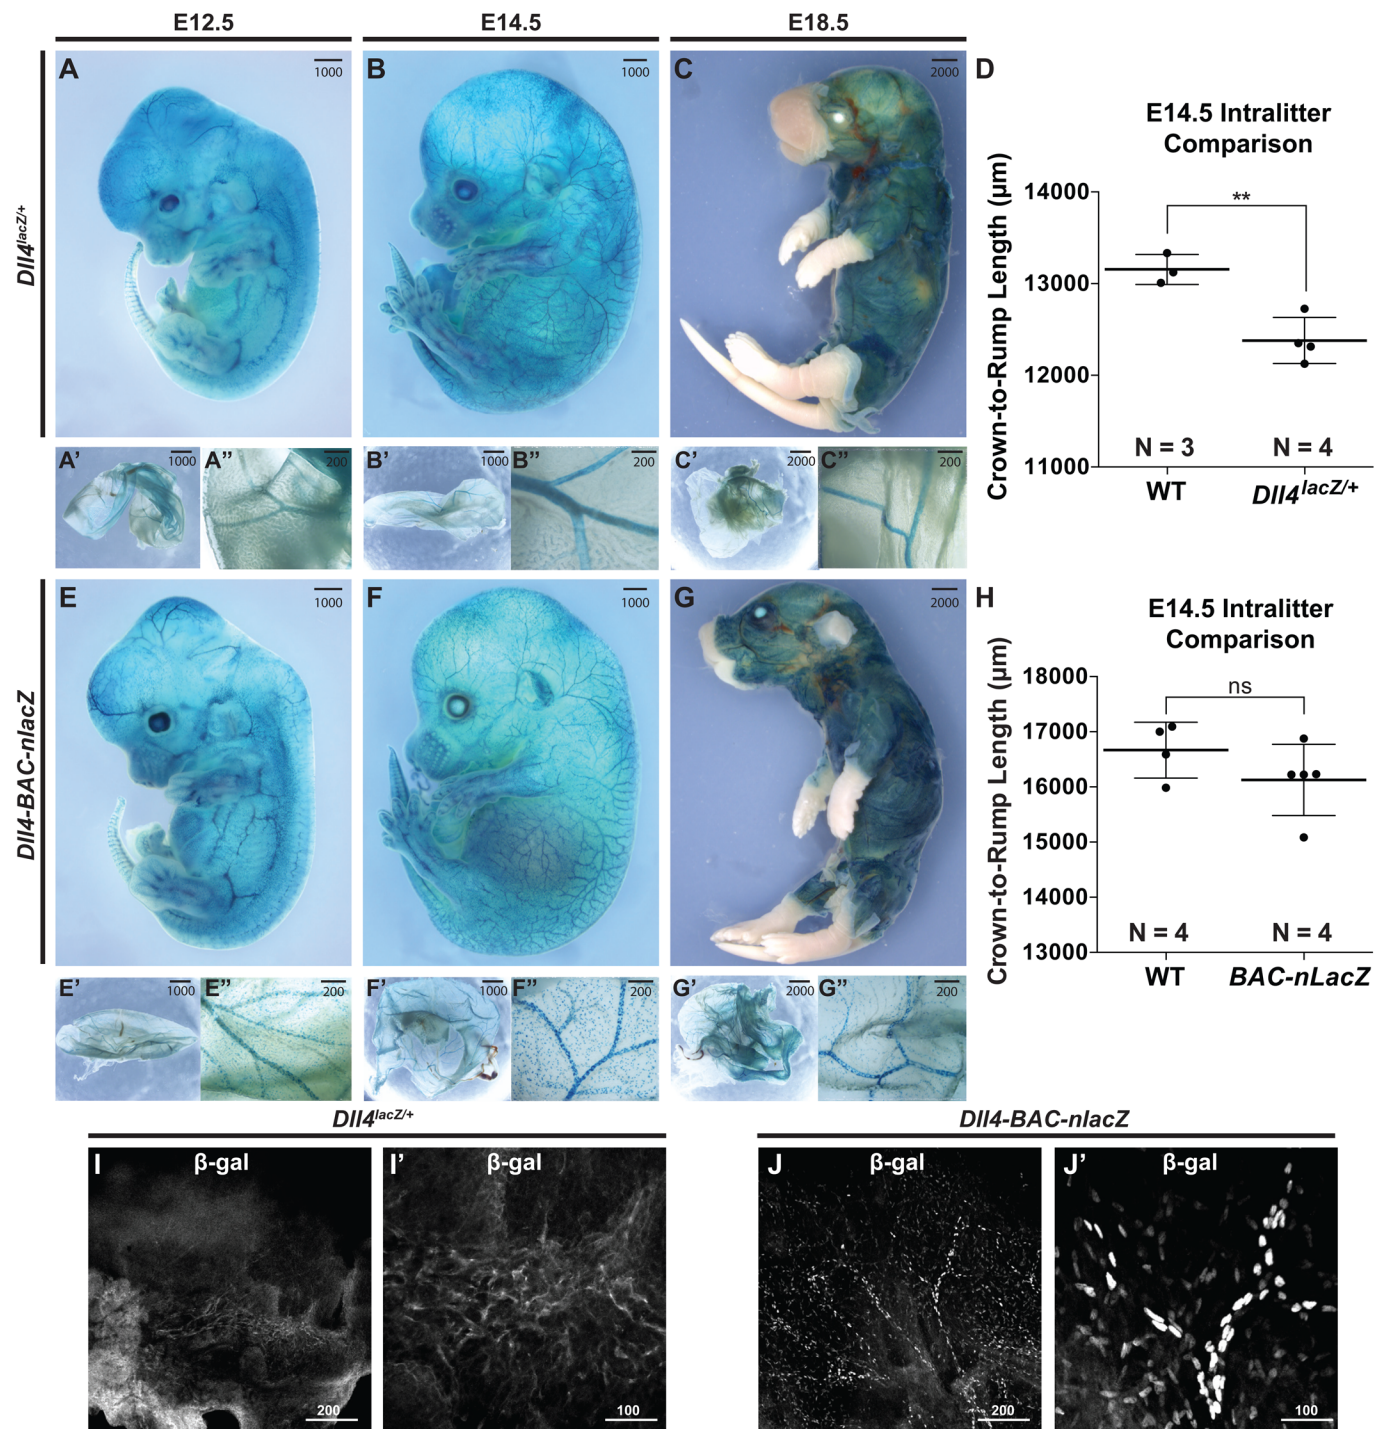 E12.5 E14.5 E18.5
Dll4lacZ/+
A 1000
B 1000
C 2000
D
E14.5 Intralitter
Comparison
Crown-to-Rump Length (μm)
14000
**
13000
12000
11000
N = 3 N = 4
WT Dll4lacZ/+
A’ 1000
A” 200
B’ 1000
B” 200
C’ 2000
C” 200
Dll4-BAC-nlacZ
E 1000
F 1000
G 2000
H
E14.5 Intralitter
Comparison
Crown-to-Rump Length (μm)
18000
ns
17000
16000
15000
14000
13000
N = 4 N = 4
WT BAC-nLacZ
E’ 1000
E” 200
F’ 1000
F” 200
G’ 2000
G” 200
Dll4lacZ/+ Dll4-BAC-nlacZ
I β-gal 200
I’ β-gal 100
J β-gal 200
J’ β-gal 100